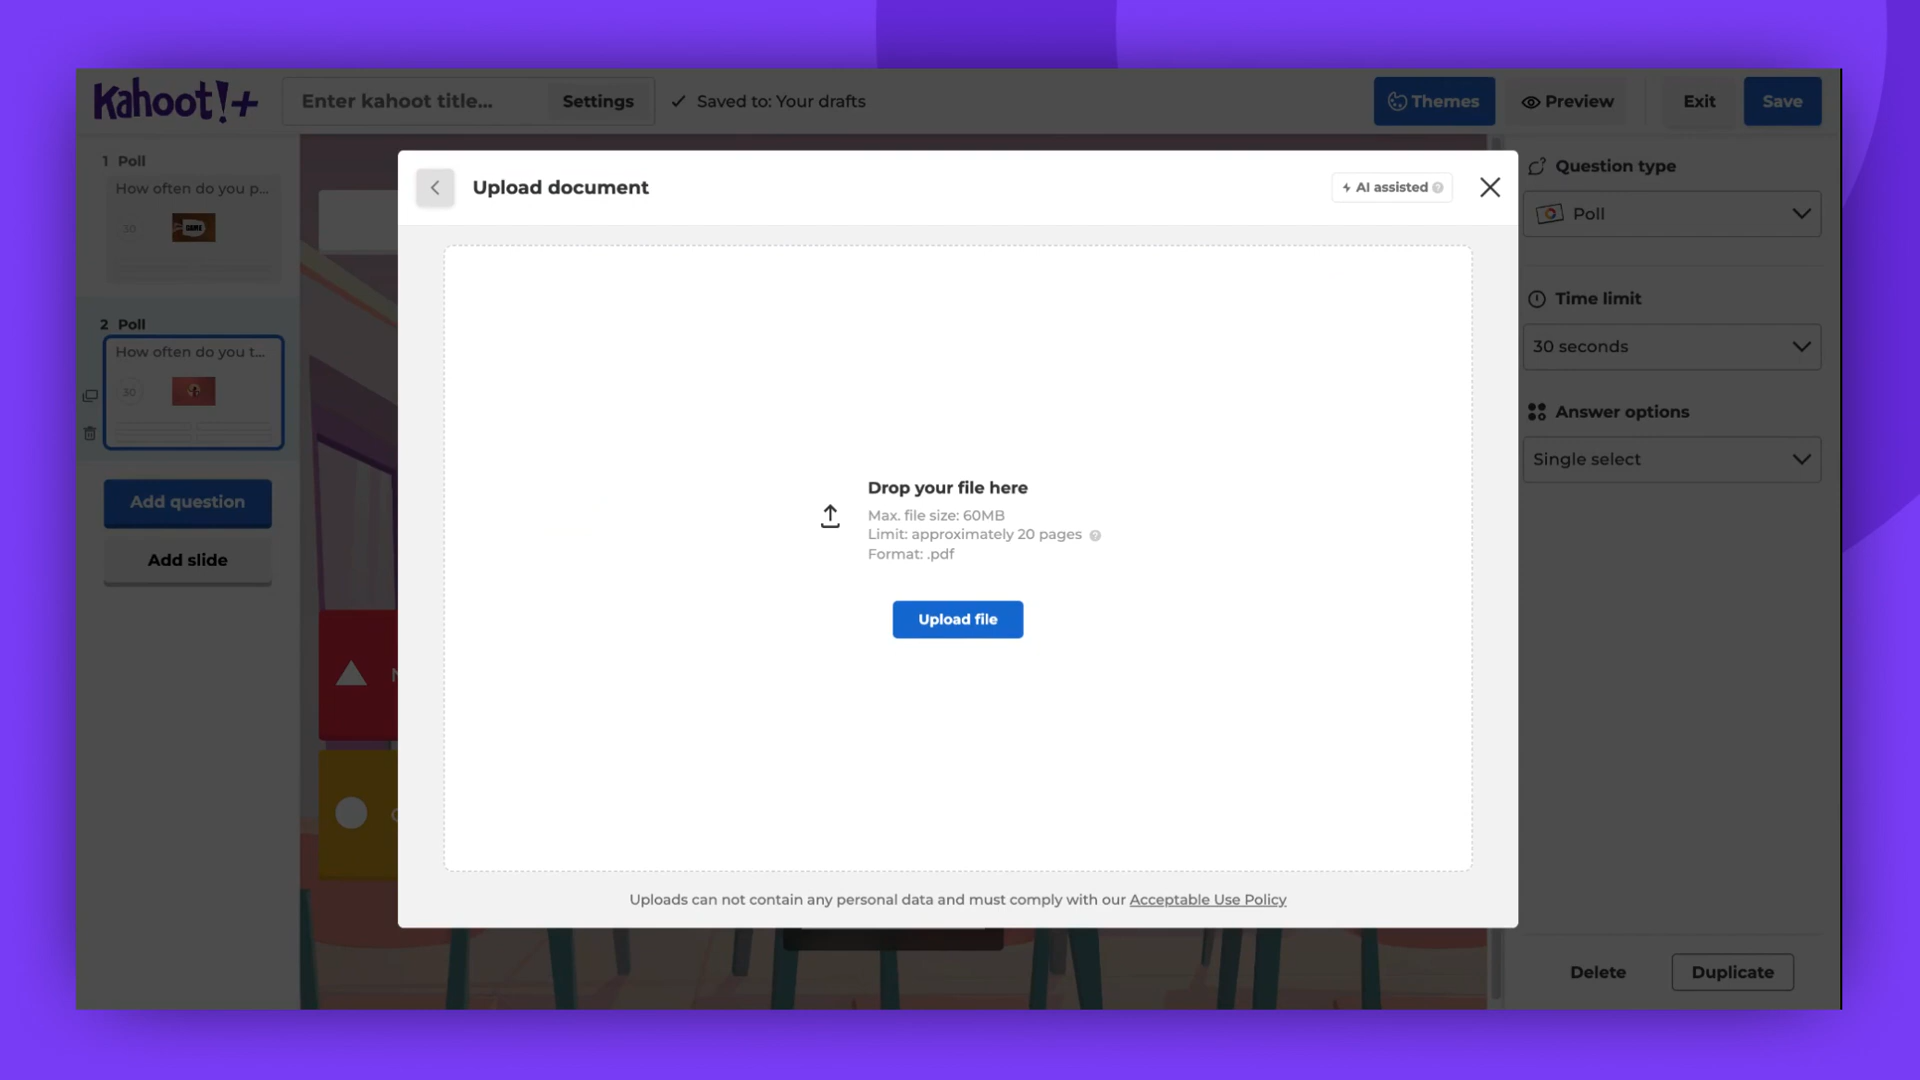 Kahoot!+
Enter kahoot title...
Settings
Saved to: Your drafts
Themes
Preview
Exit
Save
1 Poll
How often do you p...
30
GAME
2 Poll
How often do you t...
30
Add question
Add slide
Upload document
AI assisted
Drop your file here
Max. file size: 60MB
Limit: approximately 20 pages
Format: .pdf
Upload file
Uploads can not contain any personal data and must comply with our Acceptable Use Policy
Question type
Poll
Time limit
30 seconds
Answer options
Single select
Delete
Duplicate